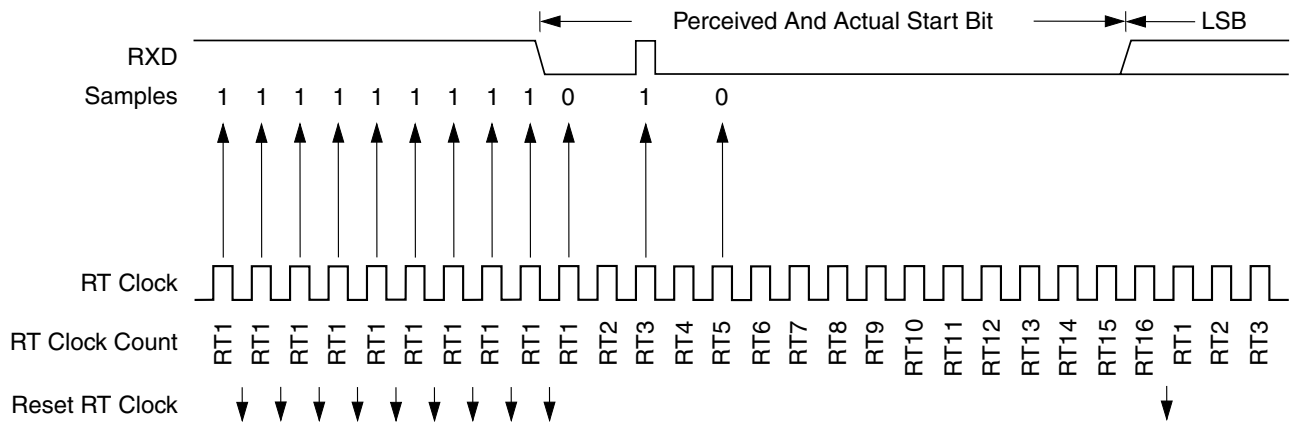 Perceived And Actual Start Bit LSB
RXD
Samples 1 1 1 1 1 1 1 1 1 0 1 0
RT Clock
RT Clock Count RT1 RT1 RT1 RT1 RT1 RT1 RT1 RT1 RT1 RT1 RT2 RT3 RT4 RT5 RT6 RT7 RT8 RT9 RT10 RT11 RT12 RT13 RT14 RT15 RT16 RT1 RT2 RT3
Reset RT Clock